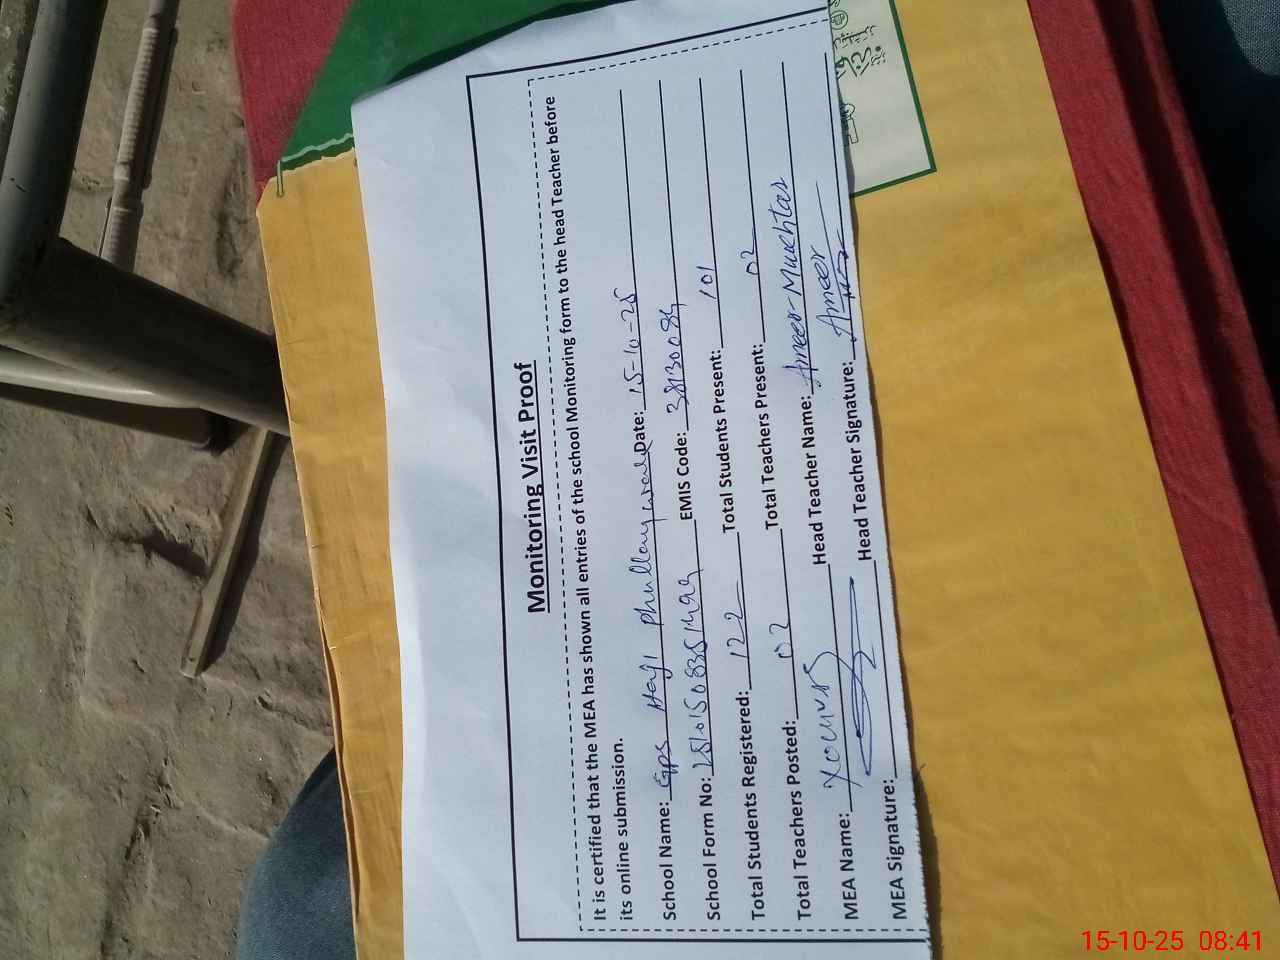 Monitoring Visit Proof
It is certified that the MEA has shown all entries of the school Monitoring form to the head Teacher before
its online submission.
School Name: GPS Haji Phullaywala Date: 15-10-25
School Form No: EMIS Code: 38130084
Total Students Registered: 122 Total Students Present: 101
Total Teachers Posted: 02 Total Teachers Present: 02
MEA Name: Younus Head Teacher Name: Ameer Mukhtar
MEA Signature: Head Teacher Signature: Ameer
15-10-25 08:41